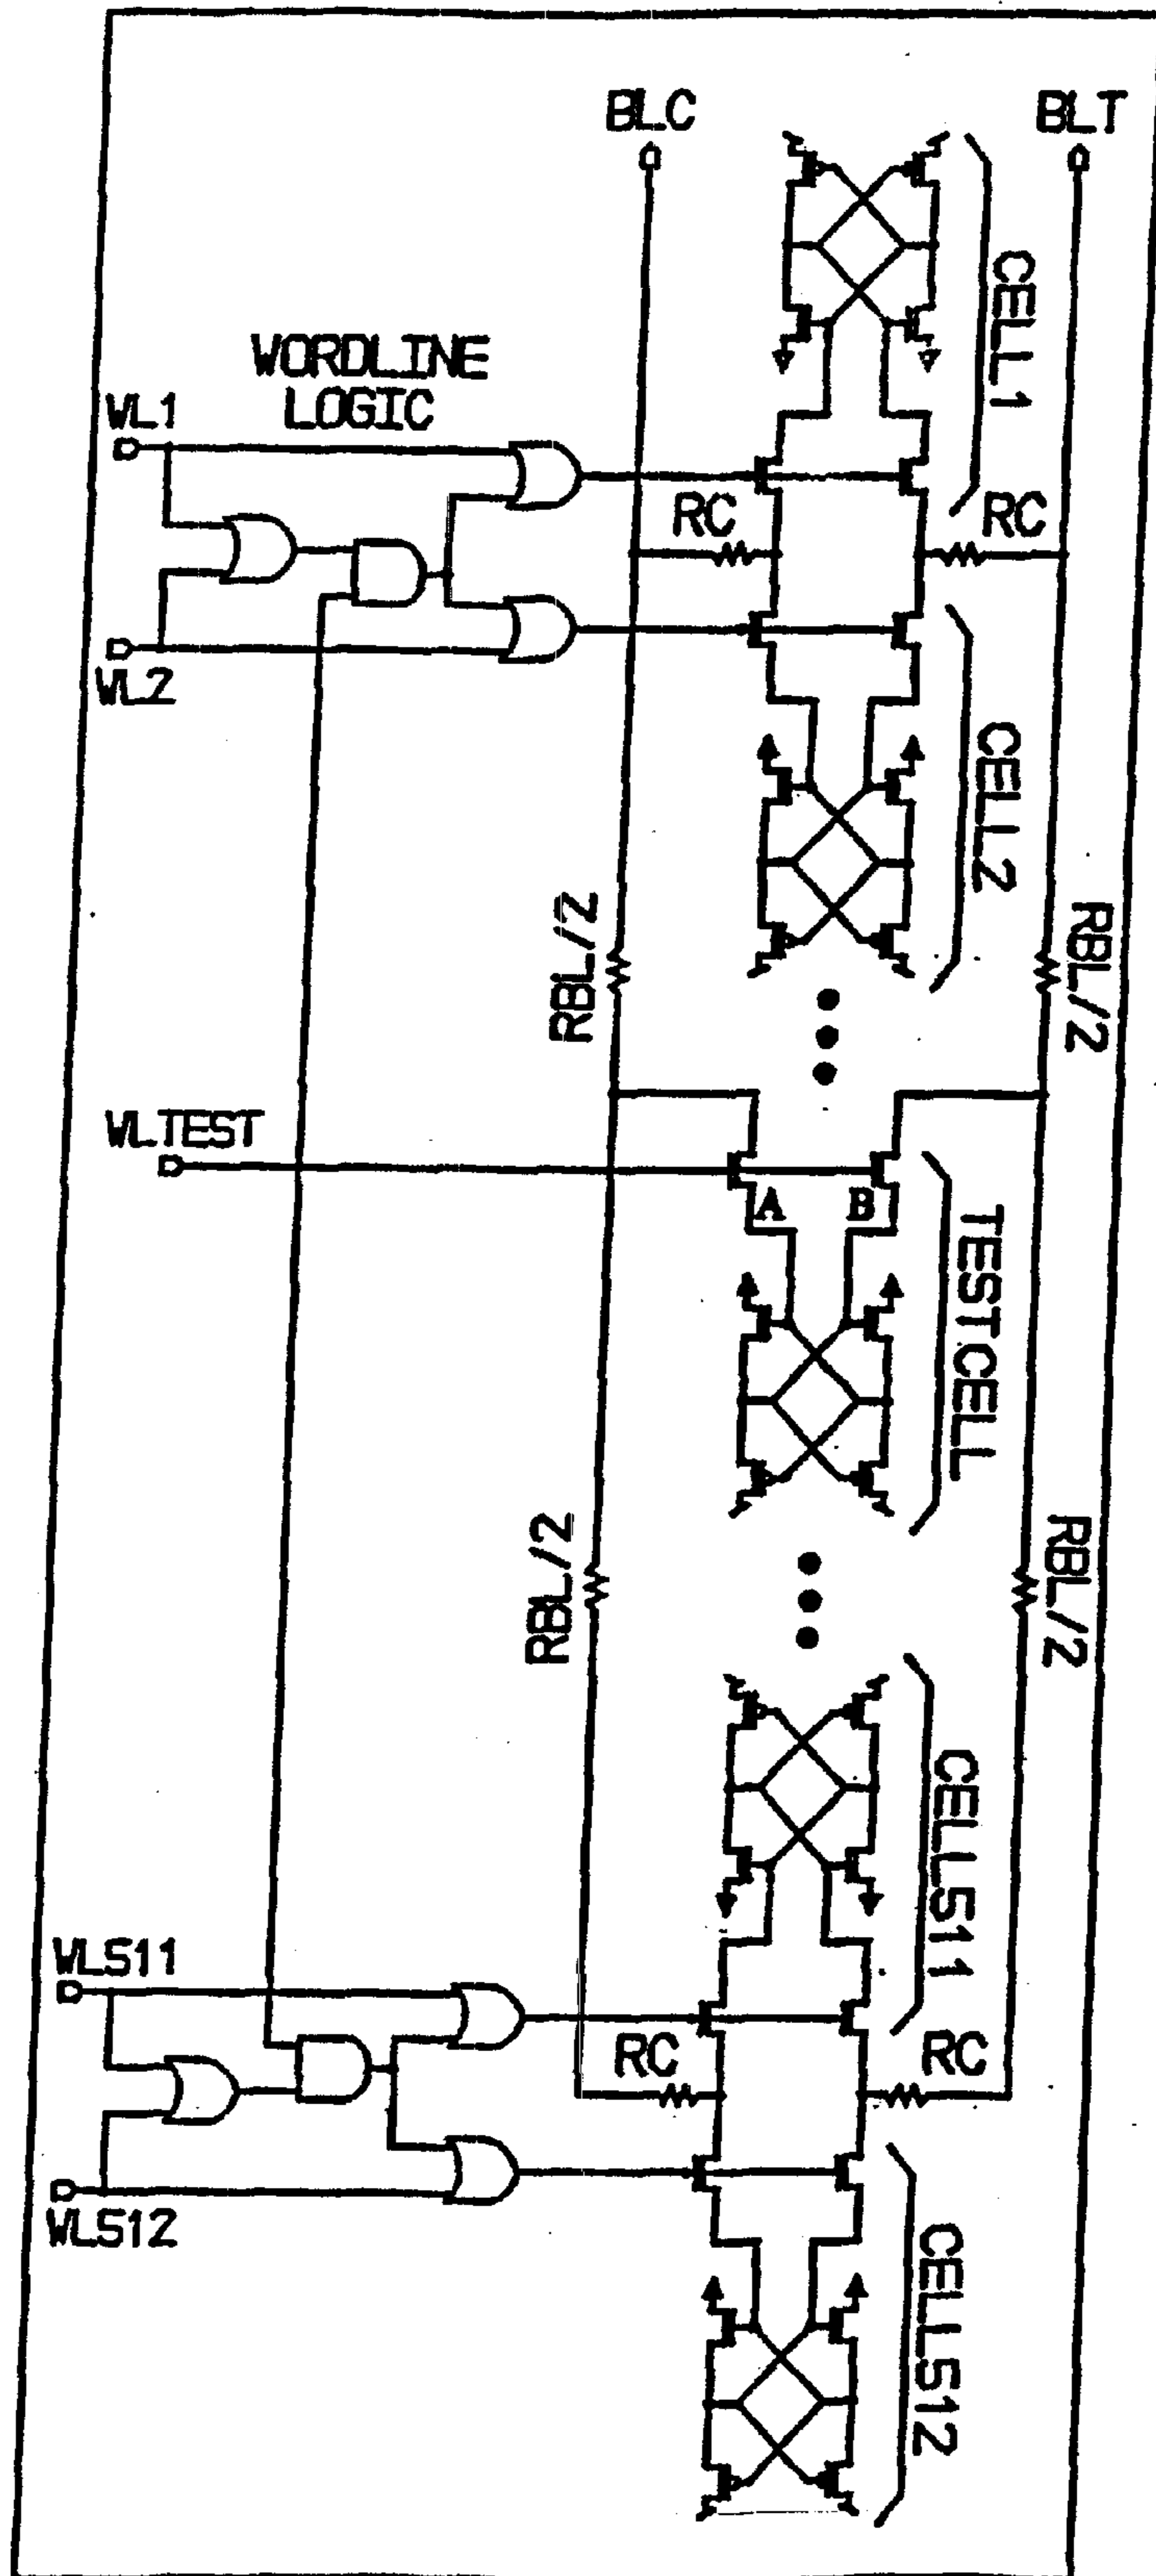 BLC
BLT
CELL1
WORDLINE
LOGIC
WL1
RC
RC
WL2
CELL2
RBL/2
RBL/2
WLTEST
A
B
TESTCELL
RBL/2
RBL/2
CELL511
WL511
RC
RC
WL512
CELL512